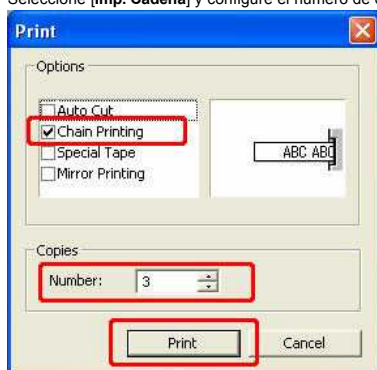 Seleccione [Imp. Cadena] y configure el número de
Print
Options
Auto Cut
Chain Printing
Special Tape
Mirror Printing
ABC ABC
Copies
Number: 3
Print Cancel